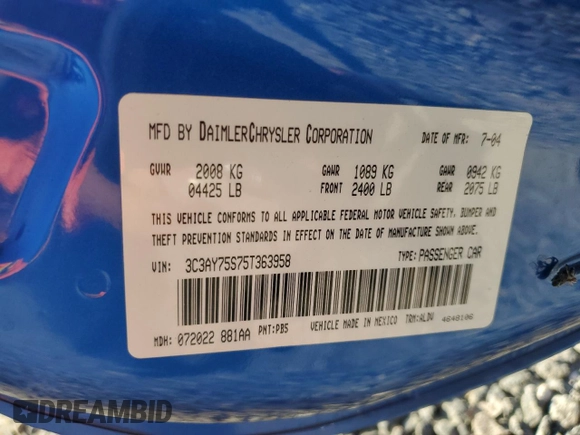 MFD BY DAIMLERCHRYSLER CORPORATION DATE OF MFR: 7-04
GVWR 2008 KG GAWR 1089 KG GAWR 0942 KG
04425 LB FRONT 2400 LB REAR 2075 LB
THIS VEHICLE CONFORMS TO ALL APPLICABLE FEDERAL MOTOR VEHICLE SAFETY, BUMPER AND
THEFT PREVENTION STANDARDS IN EFFECT ON THE DATE OF MANUFACTURE SHOWN ABOVE.
VIN: 3C3AY75S75T363958 TYPE: PASSENGER CAR
MDH: 072022 881AA PNT: PB5 VEHICLE MADE IN MEXICO TRM: ALDV 4648106
DREAMBID